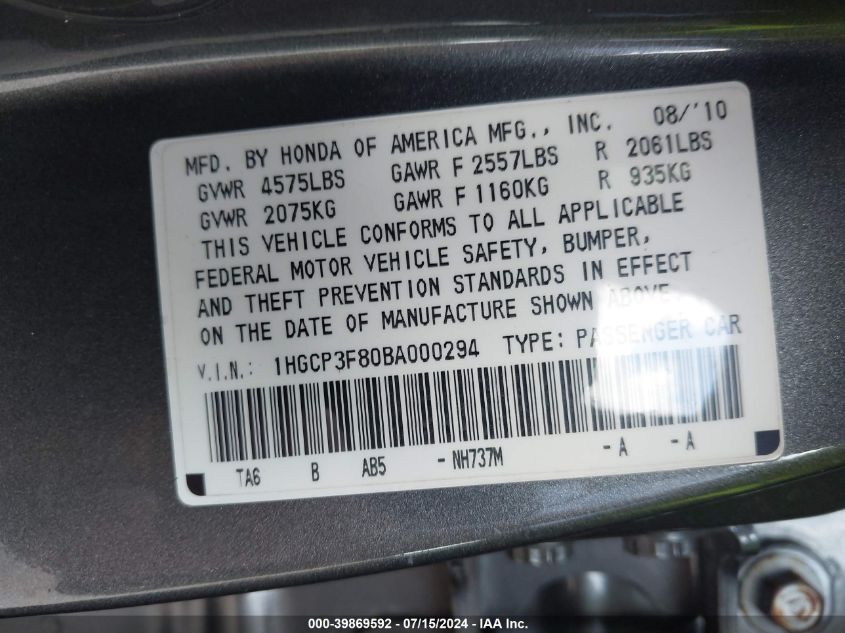 MFD. BY HONDA OF AMERICA MFG., INC. 08/'10
GVWR 4575LBS GAWR F 2557LBS R 2061LBS
GVWR 2075KG GAWR F 1160KG R 935KG
THIS VEHICLE CONFORMS TO ALL APPLICABLE
FEDERAL MOTOR VEHICLE SAFETY, BUMPER,
AND THEFT PREVENTION STANDARDS IN EFFECT
ON THE DATE OF MANUFACTURE SHOWN ABOVE.
V.I.N.: 1HGCP3F80BA000294 TYPE: PASSENGER CAR
TA6 B AB5 -NH737M -A -A
000-39869592 - 07/15/2024 - IAA Inc.